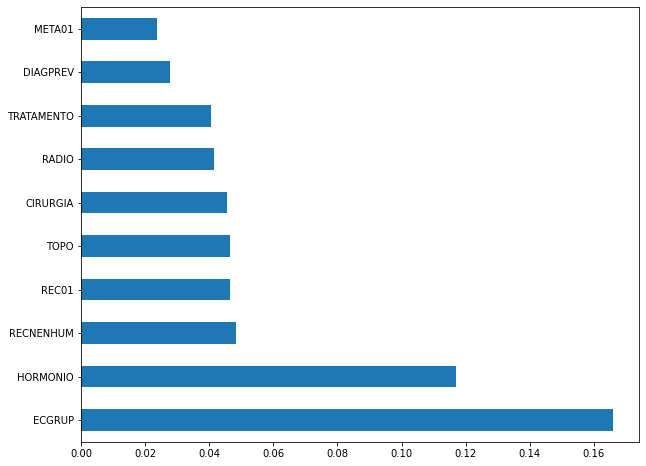 META01
DIAGPREV
TRATAMENTO
RADIO
CIRURGIA
TOPO
REC01
RECNENHUM
HORMONIO
ECGRUP
0.00 0.02 0.04 0.06 0.08 0.10 0.12 0.14 0.16